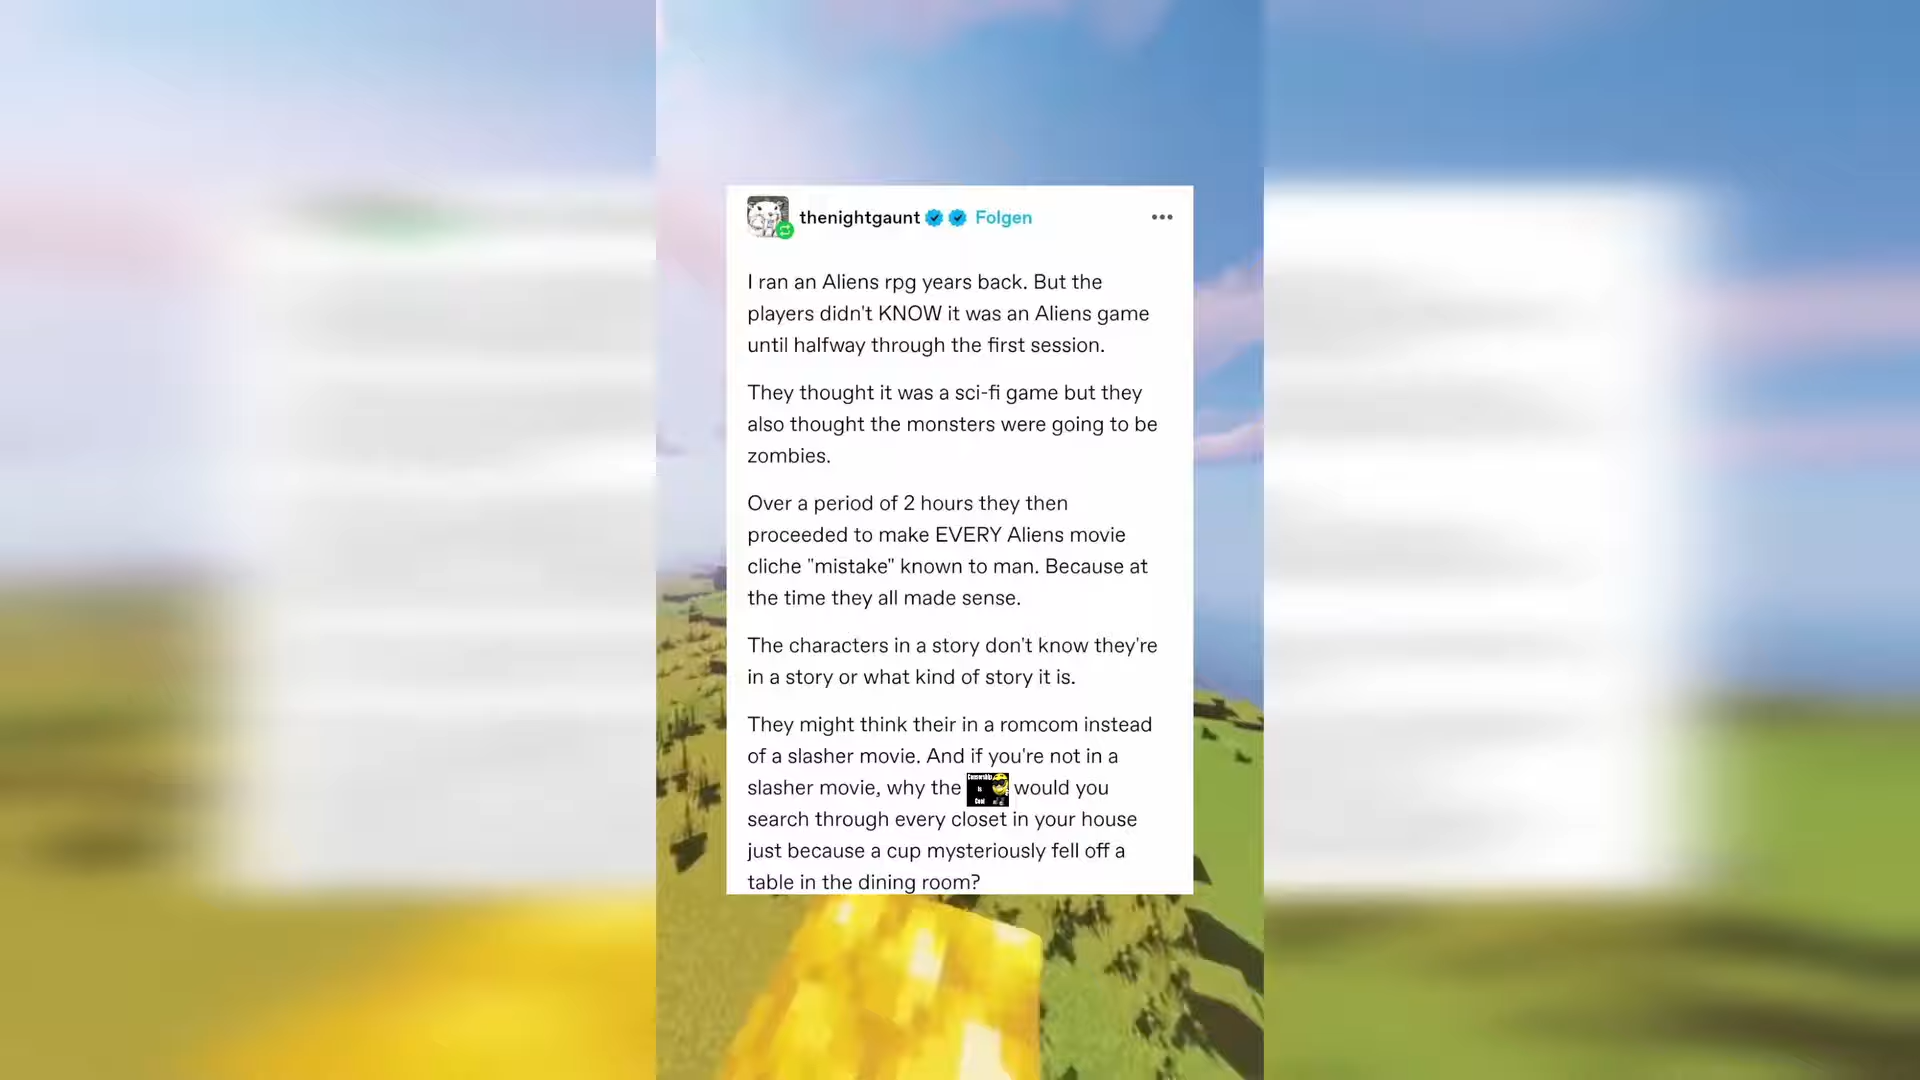 thenightgaunt Folgen
I ran an Aliens rpg years back. But the
players didn't KNOW it was an Aliens game
until halfway through the first session.
They thought it was a sci-fi game but they
also thought the monsters were going to be
zombies.
Over a period of 2 hours they then
proceeded to make EVERY Aliens movie
cliche "mistake" known to man. Because at
the time they all made sense.
The characters in a story don't know they're
in a story or what kind of story it is.
They might think their in a romcom instead
of a slasher movie. And if you're not in a
slasher movie, why the Censorship is Cool would you
search through every closet in your house
just because a cup mysteriously fell off a
table in the dining room?